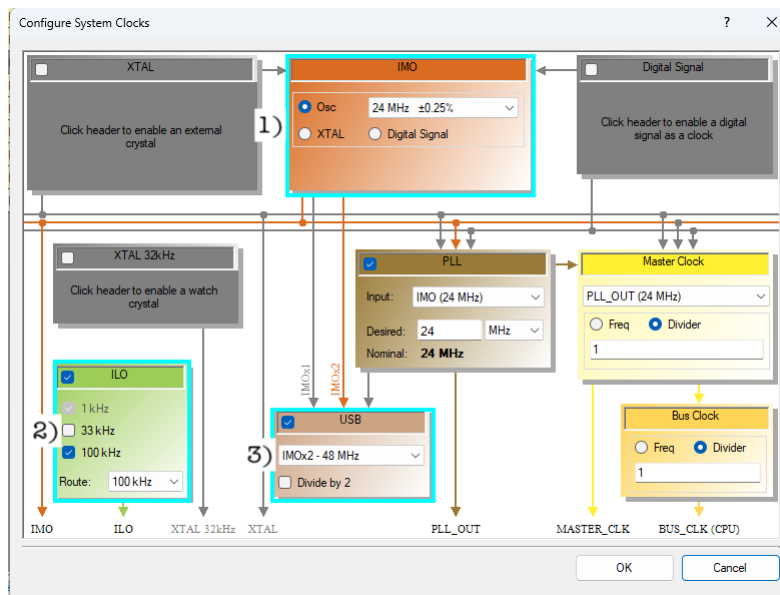 Configure System Clocks
? ×
XTAL
Click header to enable an external
crystal
IMO
1)
Osc
24 MHz ±0.25%
XTAL
Digital Signal
Digital Signal
Click header to enable a digital
signal as a clock
XTAL 32kHz
Click header to enable a watch
crystal
PLL
Input:
IMO (24 MHz)
Desired:
24
MHz
Nominal:
24 MHz
Master Clock
PLL_OUT (24 MHz)
Freq
Divider
1
ILO
1 kHz
2)
33 kHz
100 kHz
Route:
100 kHz
IMOx1
IMOx2
USB
3)
IMOx2 - 48 MHz
Divide by 2
Bus Clock
Freq
Divider
1
IMO
ILO
XTAL 32kHz
XTAL
PLL_OUT
MASTER_CLK
BUS_CLK (CPU)
OK
Cancel